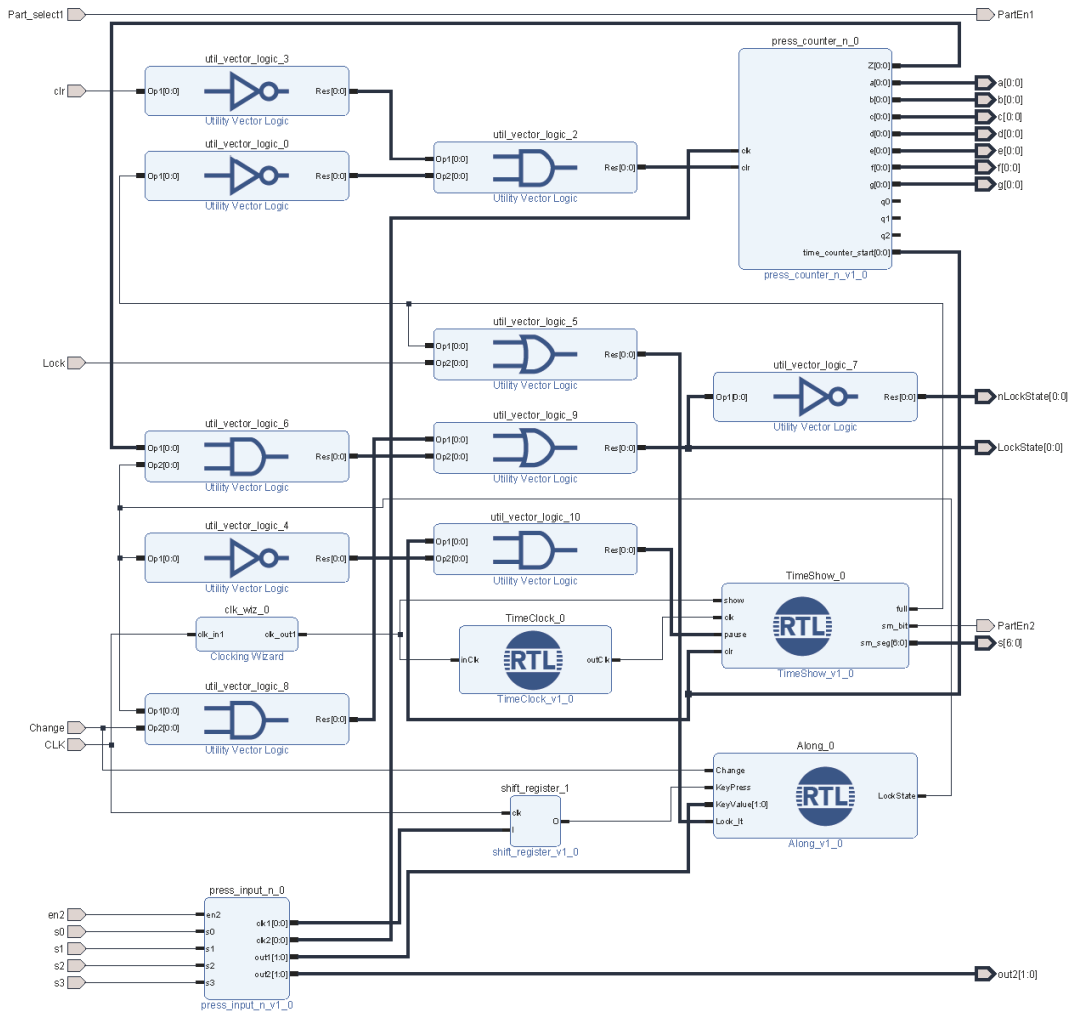 Part_select1
PartEn1
press_counter_n_0
util_vector_logic_3
Z[0:0]
a[0:0]
a[0:0]
clr
Op1[0:0]
Res[0:0]
b[0:0]
b[0:0]
Utility Vector Logic
c[0:0]
c[0:0]
util_vector_logic_2
d[0:0]
d[0:0]
util_vector_logic_0
Op1[0:0]
clk
e[0:0]
e[0:0]
Op1[0:0]
Res[0:0]
Op2[0:0]
Res[0:0]
clr
f[0:0]
f[0:0]
g[0:0]
g[0:0]
Utility Vector Logic
Utility Vector Logic
q0
q1
q2
time_counter_start[0:0]
press_counter_n_v1_0
util_vector_logic_5
Op1[0:0]
Lock
Op2[0:0]
Res[0:0]
Utility Vector Logic
util_vector_logic_7
Op1[0:0]
Res[0:0]
nLockState[0:0]
Utility Vector Logic
util_vector_logic_6
util_vector_logic_9
Op1[0:0]
Op2[0:0]
Res[0:0]
Op1[0:0]
Op2[0:0]
Res[0:0]
LockState[0:0]
Utility Vector Logic
Utility Vector Logic
util_vector_logic_4
util_vector_logic_10
Op1[0:0]
Res[0:0]
Op1[0:0]
Op2[0:0]
Res[0:0]
Utility Vector Logic
Utility Vector Logic
TimeShow_0
show
clk
pause
clr
RTL
full
sm_bit
sm_seg[6:0]
PartEn2
s[6:0]
TimeShow_v1_0
clk_wiz_0
clk_in1
clk_out1
Clocking Wizard
TimeClock_0
inClk
RTL
outClk
TimeClock_v1_0
util_vector_logic_8
Change
CLK
Op1[0:0]
Op2[0:0]
Res[0:0]
Utility Vector Logic
Along_0
Change
KeyPress
KeyValue[1:0]
Lock_It
RTL
LockState
Along_v1_0
shift_register_1
clk
I
O
shift_register_v1_0
press_input_n_0
en2
s0
s1
s2
s3
en2
s0
s1
s2
s3
clk1[0:0]
clk2[0:0]
out1[1:0]
out2[1:0]
out2[1:0]
press_input_n_v1_0